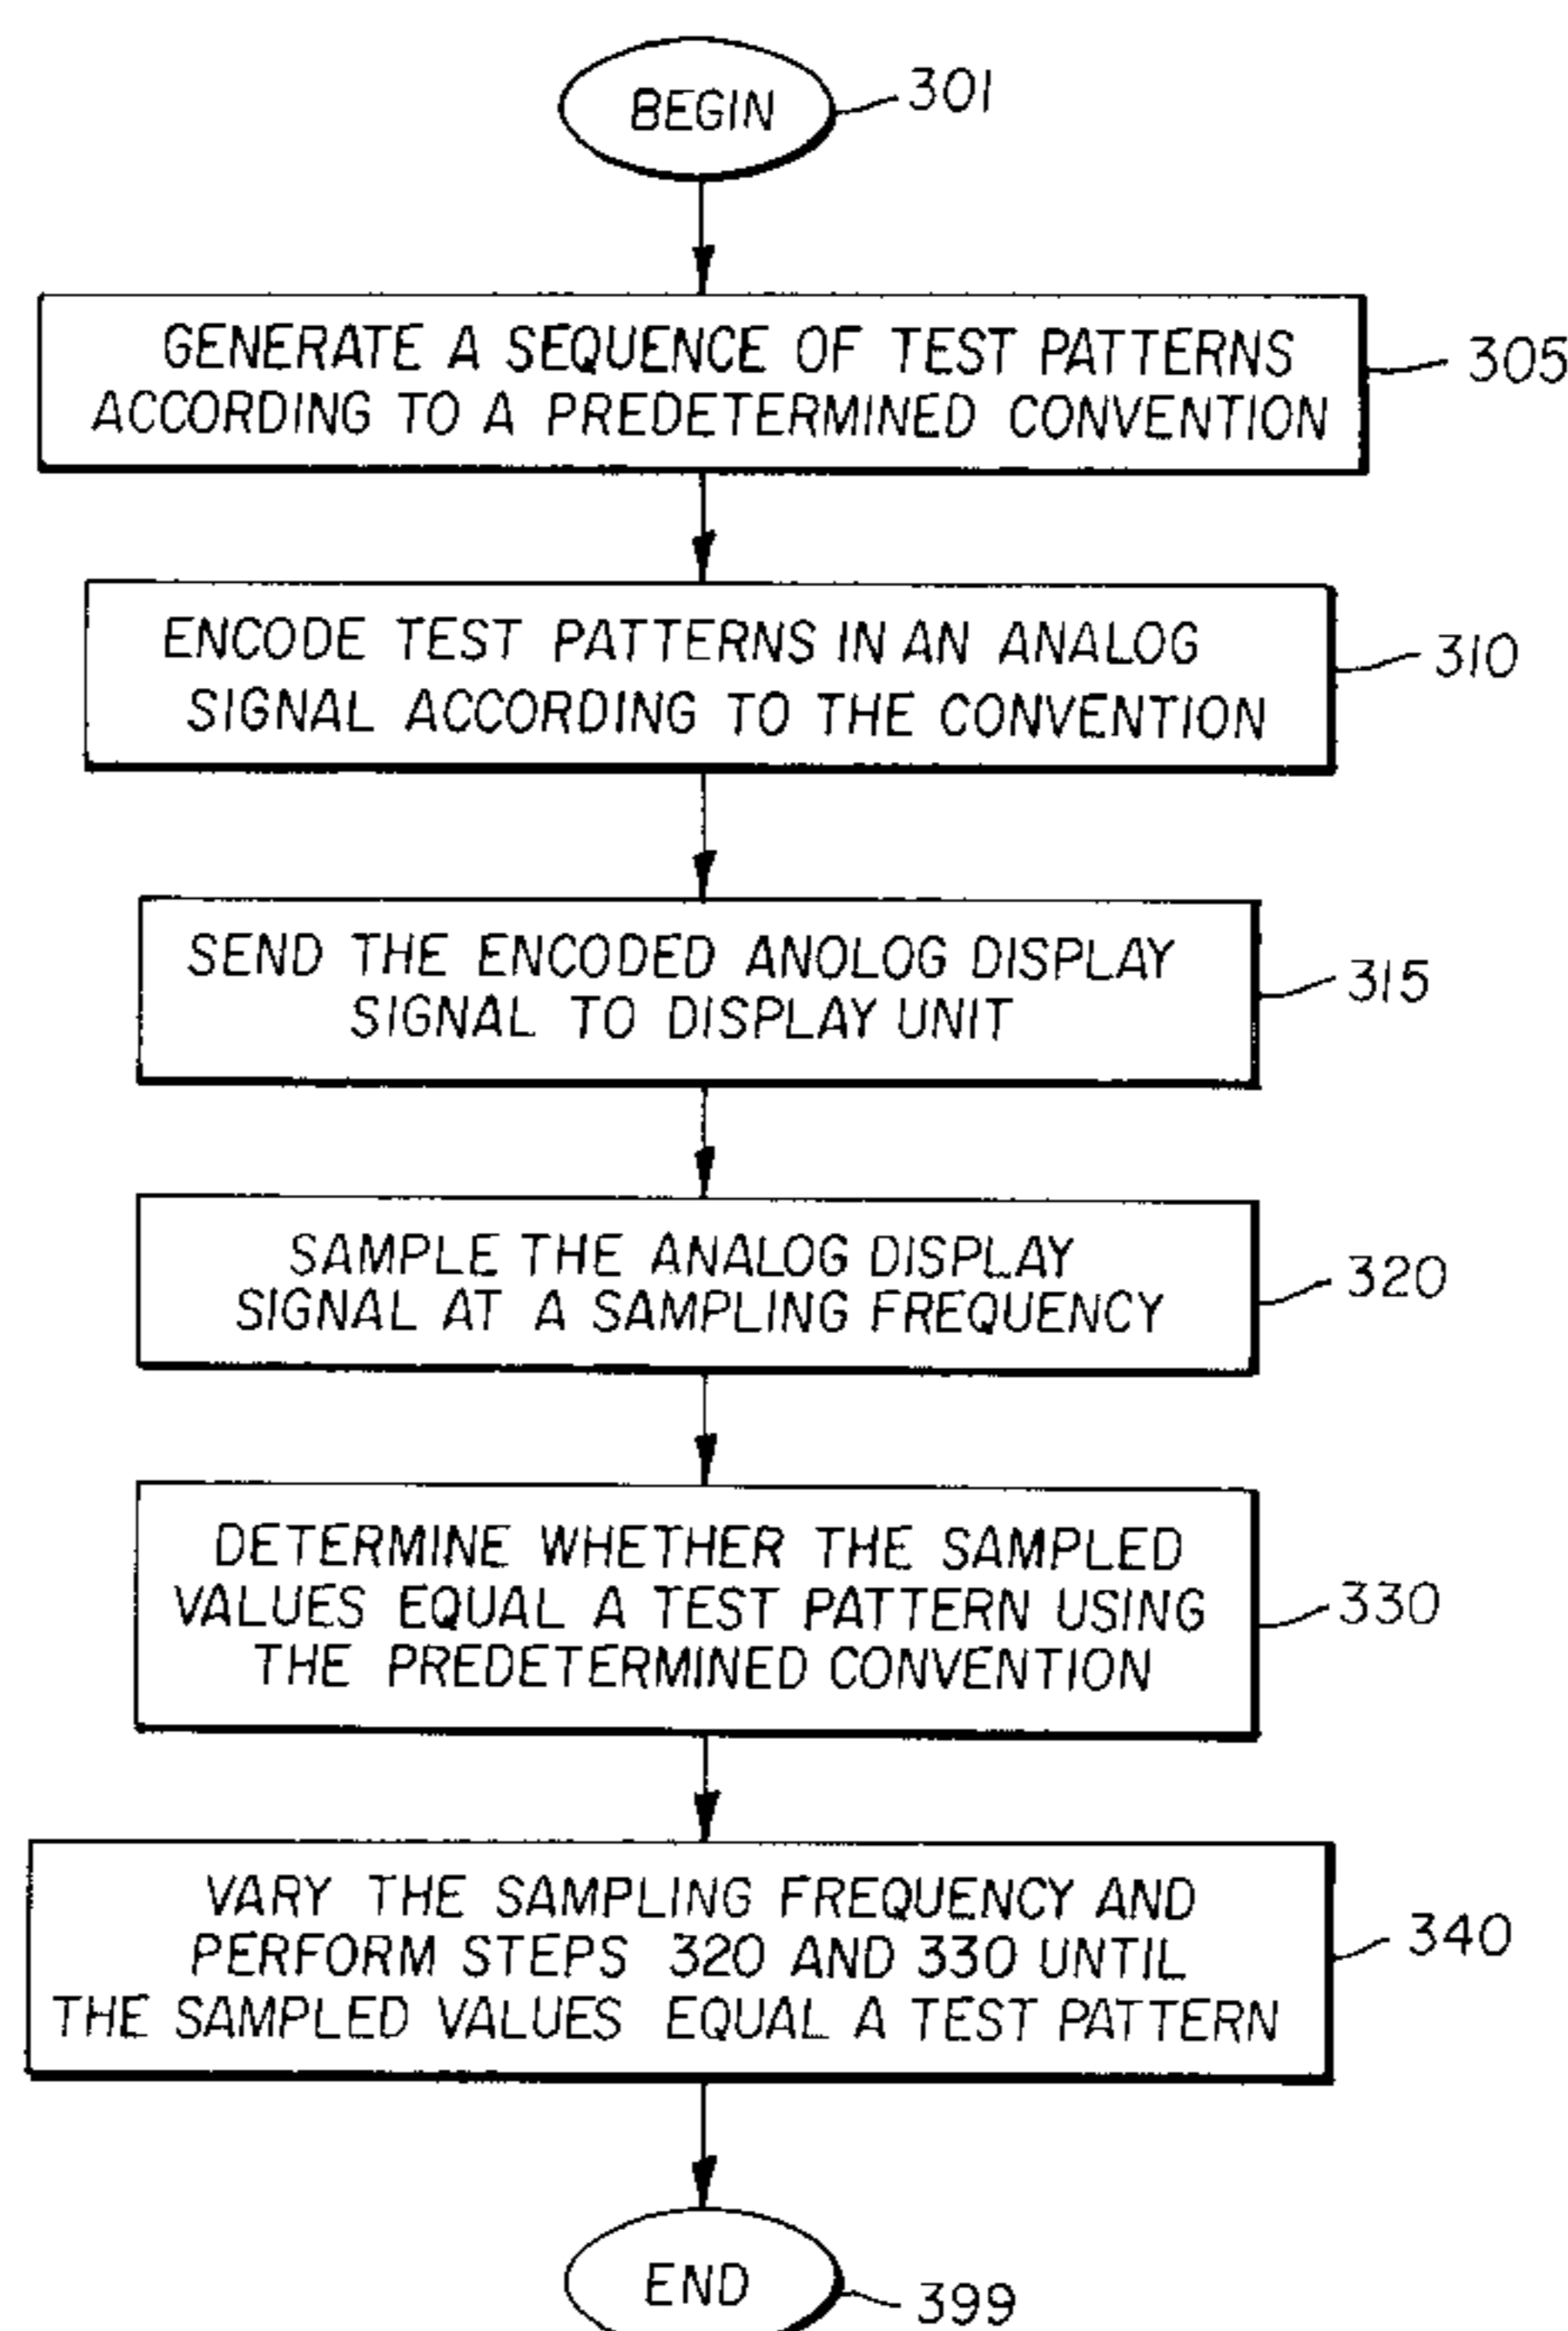 BEGIN
301
GENERATE A SEQUENCE OF TEST PATTERNS
ACCORDING TO A PREDETERMINED CONVENTION
305
ENCODE TEST PATTERNS IN AN ANALOG
SIGNAL ACCORDING TO THE CONVENTION
310
SEND THE ENCODED ANOLOG DISPLAY
SIGNAL TO DISPLAY UNIT
315
SAMPLE THE ANALOG DISPLAY
SIGNAL AT A SAMPLING FREQUENCY
320
DETERMINE WHETHER THE SAMPLED
VALUES EQUAL A TEST PATTERN USING
THE PREDETERMINED CONVENTION
330
VARY THE SAMPLING FREQUENCY AND
PERFORM STEPS 320 AND 330 UNTIL
THE SAMPLED VALUES EQUAL A TEST PATTERN
340
END
399